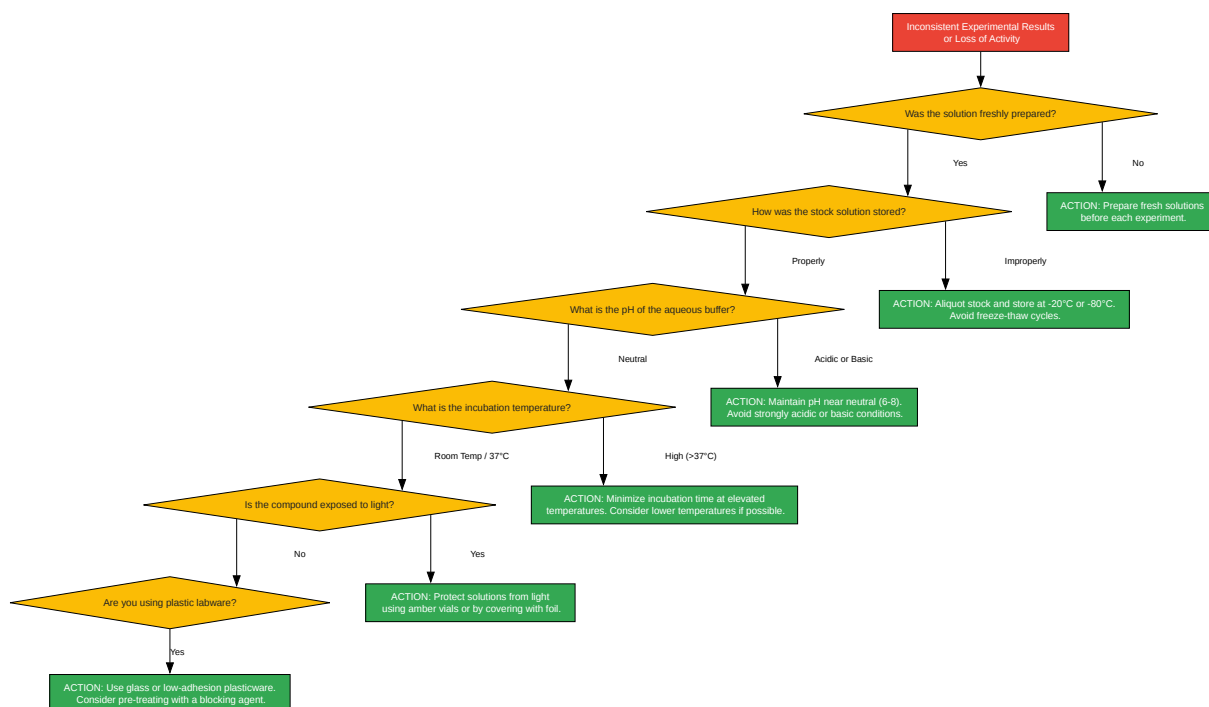 Inconsistent Experimental Results
or Loss of Activity
Was the solution freshly prepared?
Yes
No
How was the stock solution stored?
ACTION: Prepare fresh solutions
before each experiment.
Properly
Improperly
What is the pH of the aqueous buffer?
ACTION: Aliquot stock and store at -20°C or -80°C.
Avoid freeze-thaw cycles.
Neutral
Acidic or Basic
What is the incubation temperature?
ACTION: Maintain pH near neutral (6-8).
Avoid strongly acidic or basic conditions.
Room Temp / 37°C
High (>37°C)
Is the compound exposed to light?
ACTION: Minimize incubation time at elevated
temperatures. Consider lower temperatures if possible.
No
Yes
Are you using plastic labware?
ACTION: Protect solutions from light
using amber vials or by covering with foil.
Yes
ACTION: Use glass or low-adhesion plasticware.
Consider pre-treating with a blocking agent.